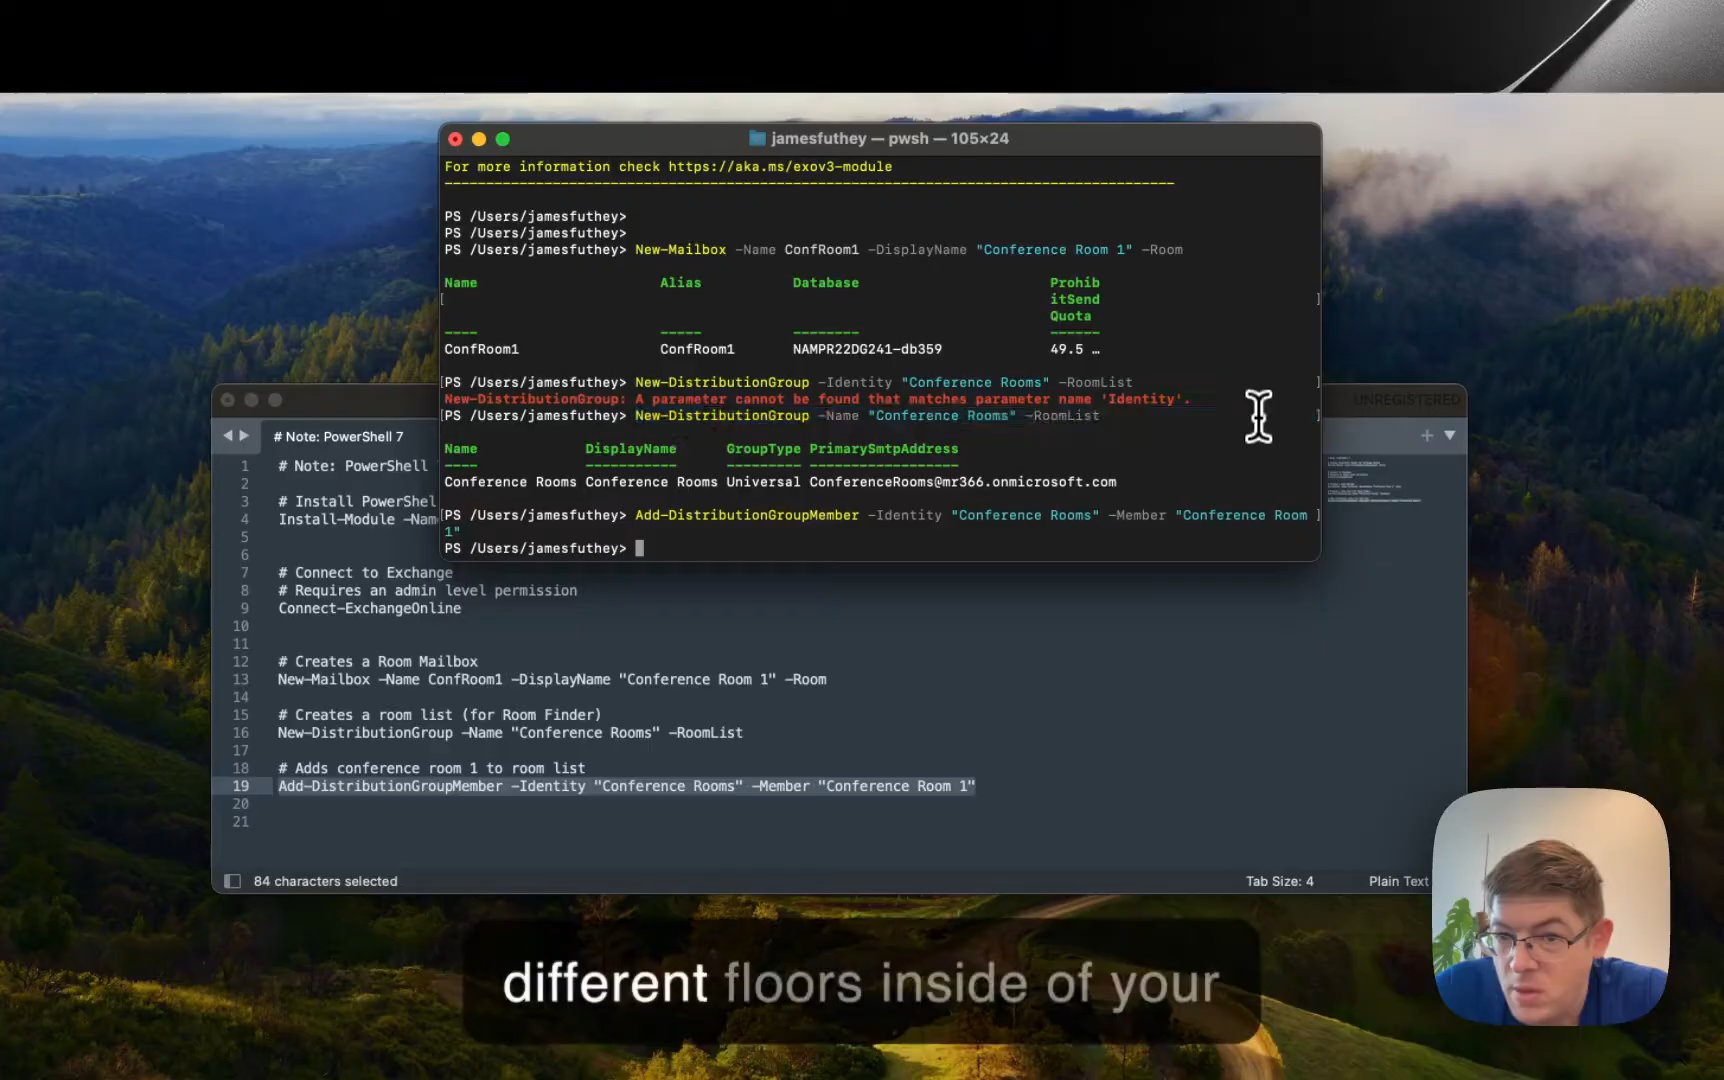 jamesfuthey — pwsh — 105×24
For more information check https://aka.ms/exov3-module
----------------------------------------------------------------------------------------
PS /Users/jamesfuthey>
PS /Users/jamesfuthey>
PS /Users/jamesfuthey> New-Mailbox -Name ConfRoom1 -DisplayName "Conference Room 1" -Room
Name Alias Database Prohib
[ itSend ]
Quota
---- ----- -------- ------
ConfRoom1 ConfRoom1 NAMPR22DG241-db359 49.5 …
[PS /Users/jamesfuthey> New-DistributionGroup -Identity "Conference Rooms" -RoomList ]
New-DistributionGroup: A parameter cannot be found that matches parameter name 'Identity'.
[PS /Users/jamesfuthey> New-DistributionGroup -Name "Conference Rooms" -RoomList ]
Name DisplayName GroupType PrimarySmtpAddress
---- ----------- --------- ------------------
Conference Rooms Conference Rooms Universal ConferenceRooms@mr366.onmicrosoft.com
[PS /Users/jamesfuthey> Add-DistributionGroupMember -Identity "Conference Rooms" -Member "Conference Room ]
1"
PS /Users/jamesfuthey>
UNREGISTERED
# Note: PowerShell 7
1 # Note: PowerShell
2
3 # Install PowerShel
4 Install-Module -Nam
5
6
7 # Connect to Exchange
8 # Requires an admin level permission
9 Connect-ExchangeOnline
10
11
12 # Creates a Room Mailbox
13 New-Mailbox -Name ConfRoom1 -DisplayName "Conference Room 1" -Room
14
15 # Creates a room list (for Room Finder)
16 New-DistributionGroup -Name "Conference Rooms" -RoomList
17
18 # Adds conference room 1 to room list
19 Add-DistributionGroupMember -Identity "Conference Rooms" -Member "Conference Room 1"
20
21
84 characters selected Tab Size: 4 Plain Text
different floors inside of your